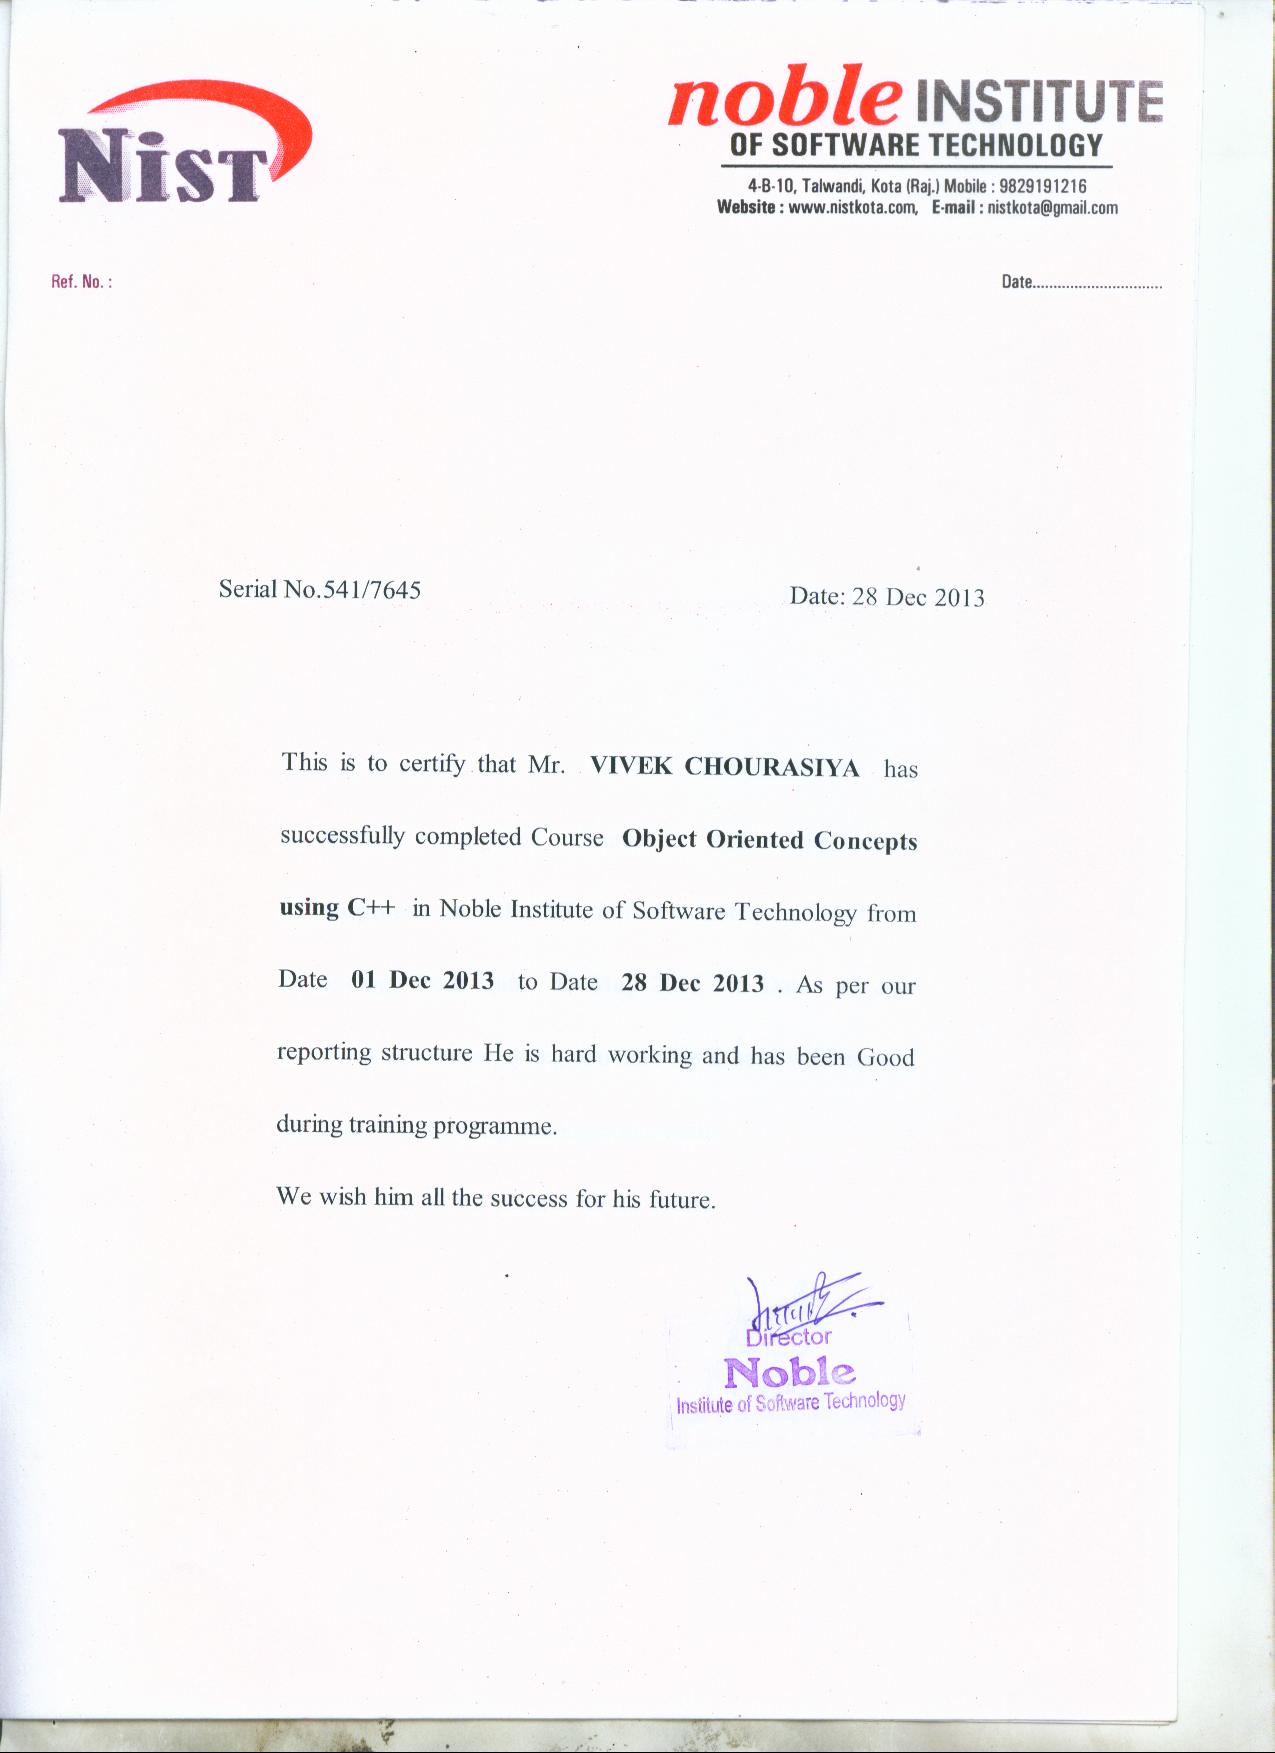 NiST
noble INSTITUTE
OF SOFTWARE TECHNOLOGY
4-B-10, Talwandi, Kota (Raj.) Mobile : 9829191216
Website : www.nistkota.com, E-mail : nistkota@gmail.com
Ref. No. :
Date................................
Serial No.541/7645
Date: 28 Dec 2013
This is to certify that Mr. VIVEK CHOURASIYA has
successfully completed Course Object Oriented Concepts
using C++ in Noble Institute of Software Technology from
Date 01 Dec 2013 to Date 28 Dec 2013 . As per our
reporting structure He is hard working and has been Good
during training programme.
We wish him all the success for his future.
Director
Noble
Institute of Software Technology